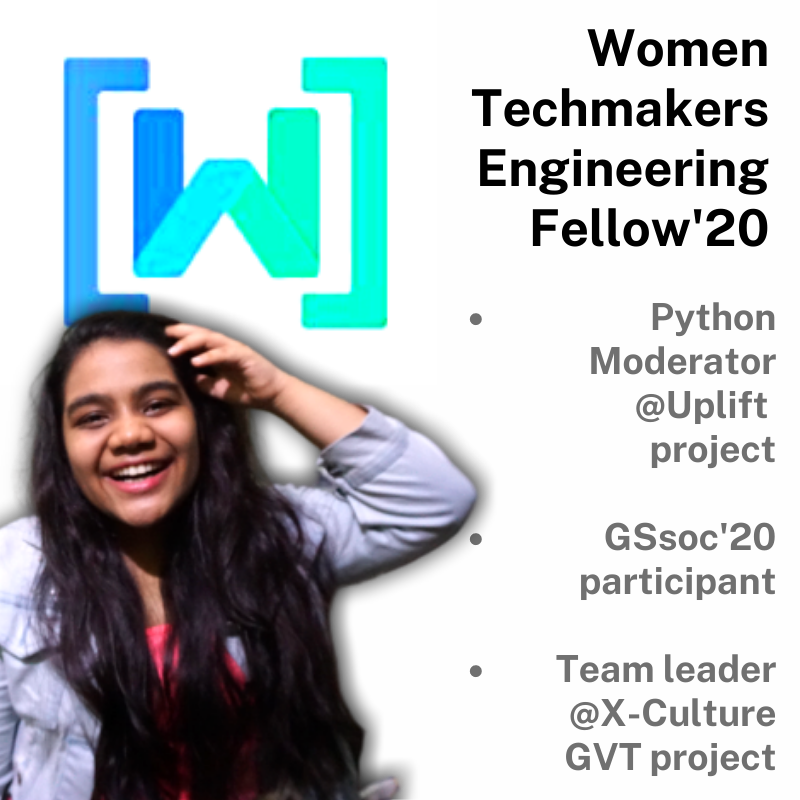 Women
Techmakers
Engineering
Fellow'20
• Python
Moderator
@Uplift
project
• GSsoc'20
participant
• Team leader
@X-Culture
GVT project